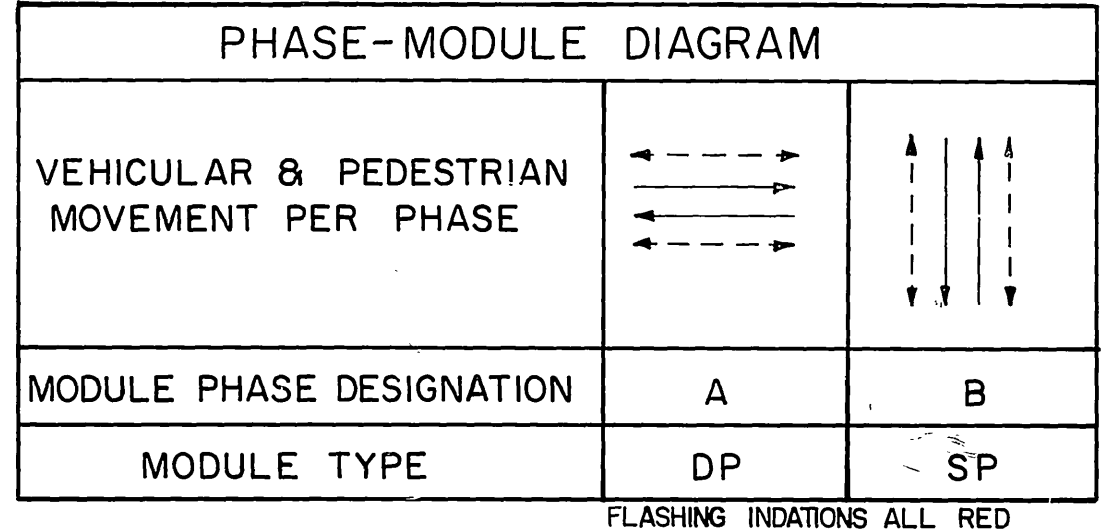 PHASE-MODULE DIAGRAM
VEHICULAR & PEDESTRIAN
MOVEMENT PER PHASE
MODULE PHASE DESIGNATION A B
MODULE TYPE DP SP
FLASHING INDATIONS ALL RED